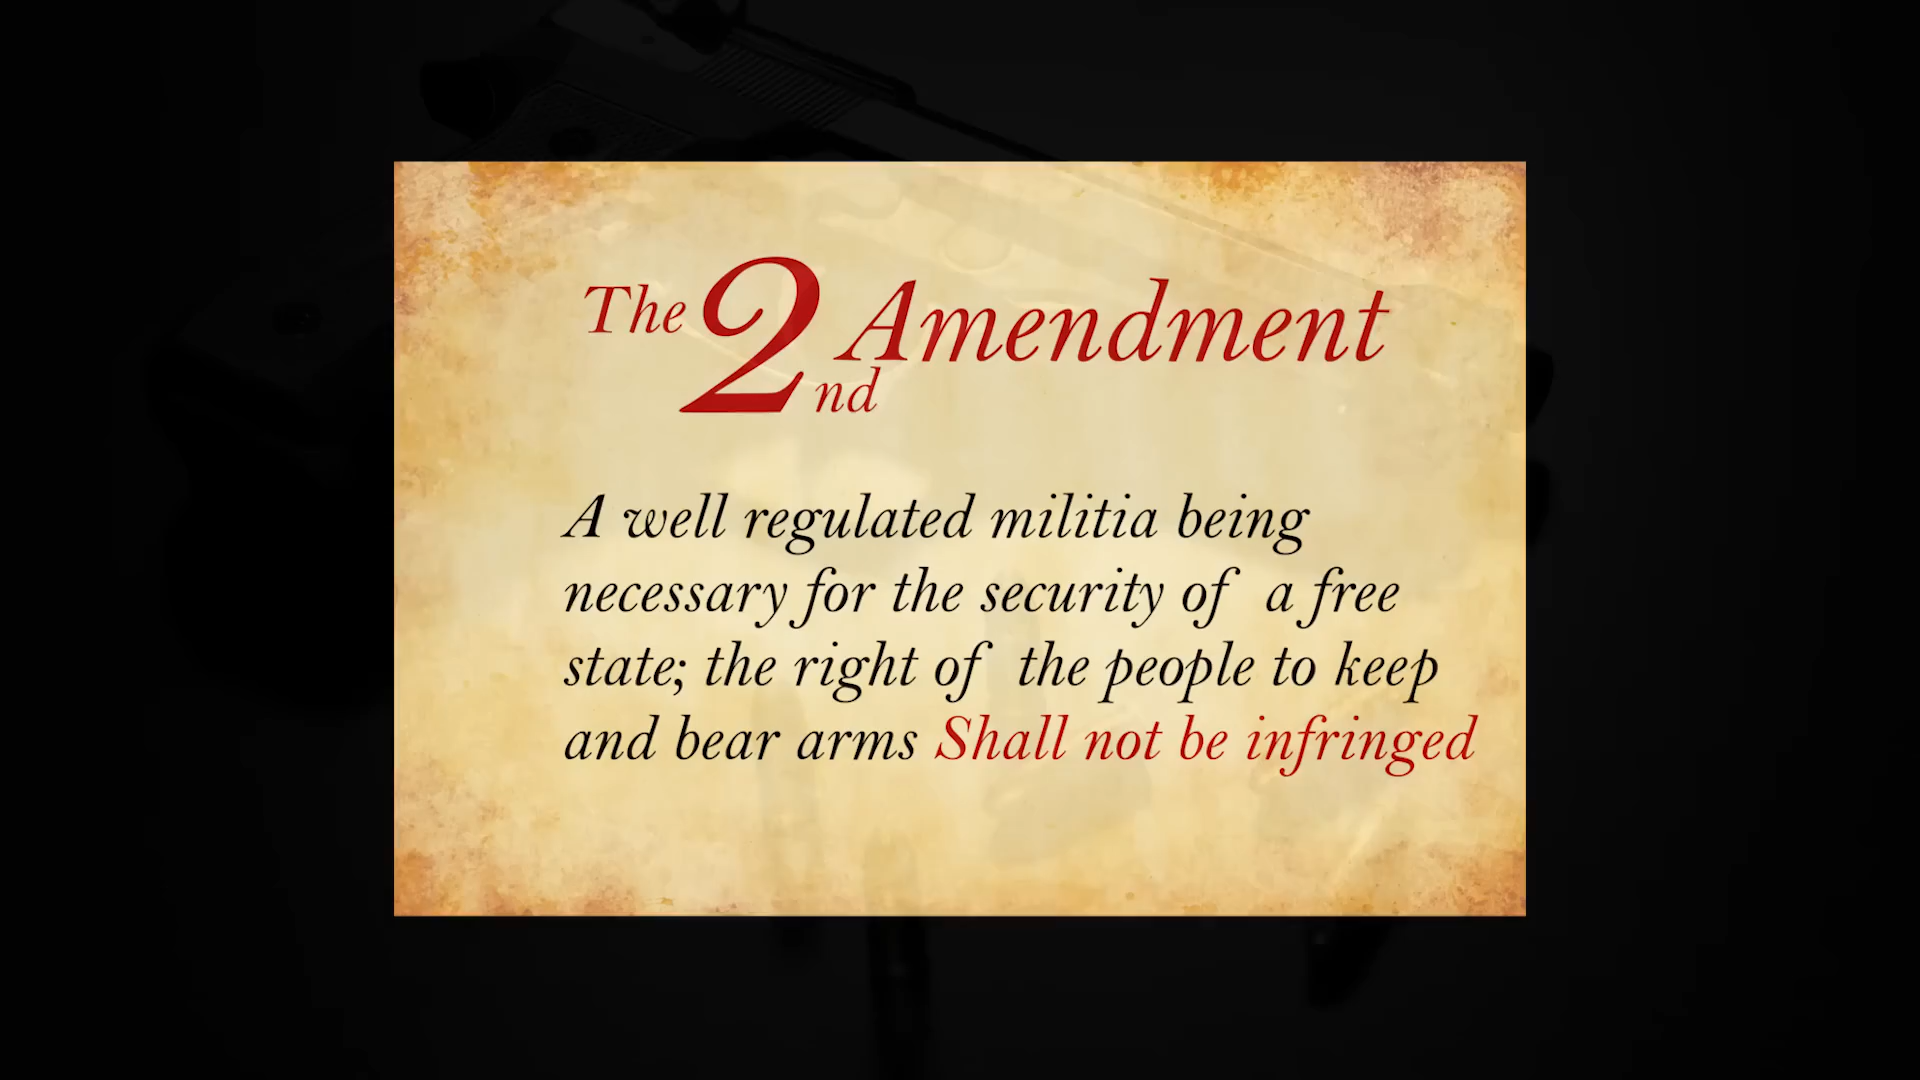 The 2nd Amendment
A well regulated militia being
necessary for the security of a free
state; the right of the people to keep
and bear arms Shall not be infringed